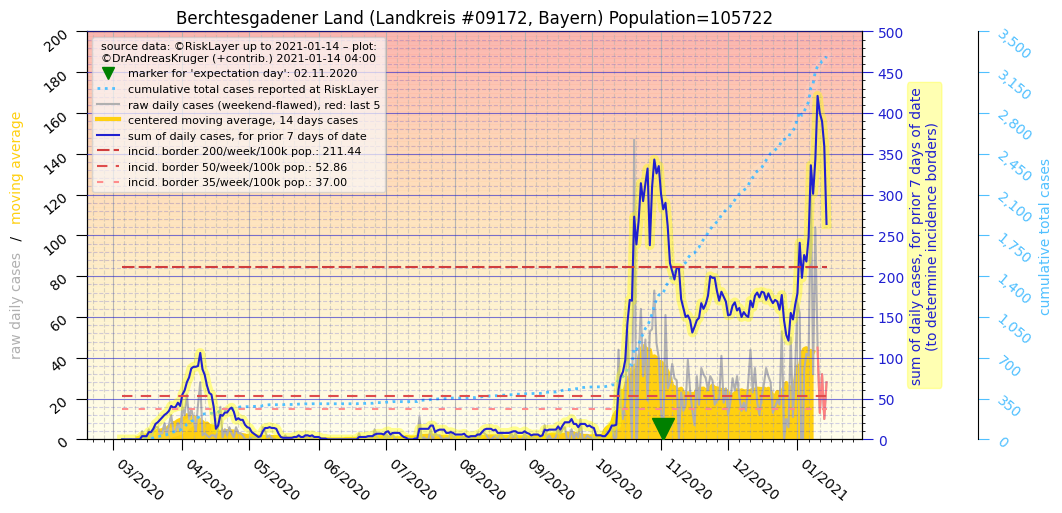 Berchtesgadener Land (Landkreis #09172, Bayern) Population=105722
source data: ©RiskLayer up to 2021-01-14 – plot:
©DrAndreasKruger (+contrib.) 2021-01-14 04:00
marker for 'expectation day': 02.11.2020
cumulative total cases reported at RiskLayer
raw daily cases (weekend-flawed), red: last 5
centered moving average, 14 days cases
sum of daily cases, for prior 7 days of date
incid. border 200/week/100k pop.: 211.44
incid. border 50/week/100k pop.: 52.86
incid. border 35/week/100k pop.: 37.00
raw daily cases / moving average
200
180
160
140
120
100
80
60
40
20
0
03/2020
04/2020
05/2020
06/2020
07/2020
08/2020
09/2020
10/2020
11/2020
12/2020
01/2021
500
450
400
350
300
250
200
150
100
50
0
sum of daily cases, for prior 7 days of date
(to determine incidence borders)
3,500
3,150
2,800
2,450
2,100
1,750
1,400
1,050
700
350
0
cumulative total cases